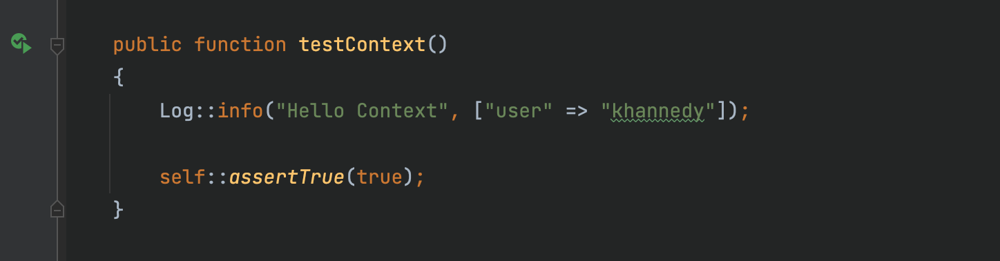 public function testContext()
{
    Log::info("Hello Context", ["user" => "khannedy"]);
    self::assertTrue(true);
}